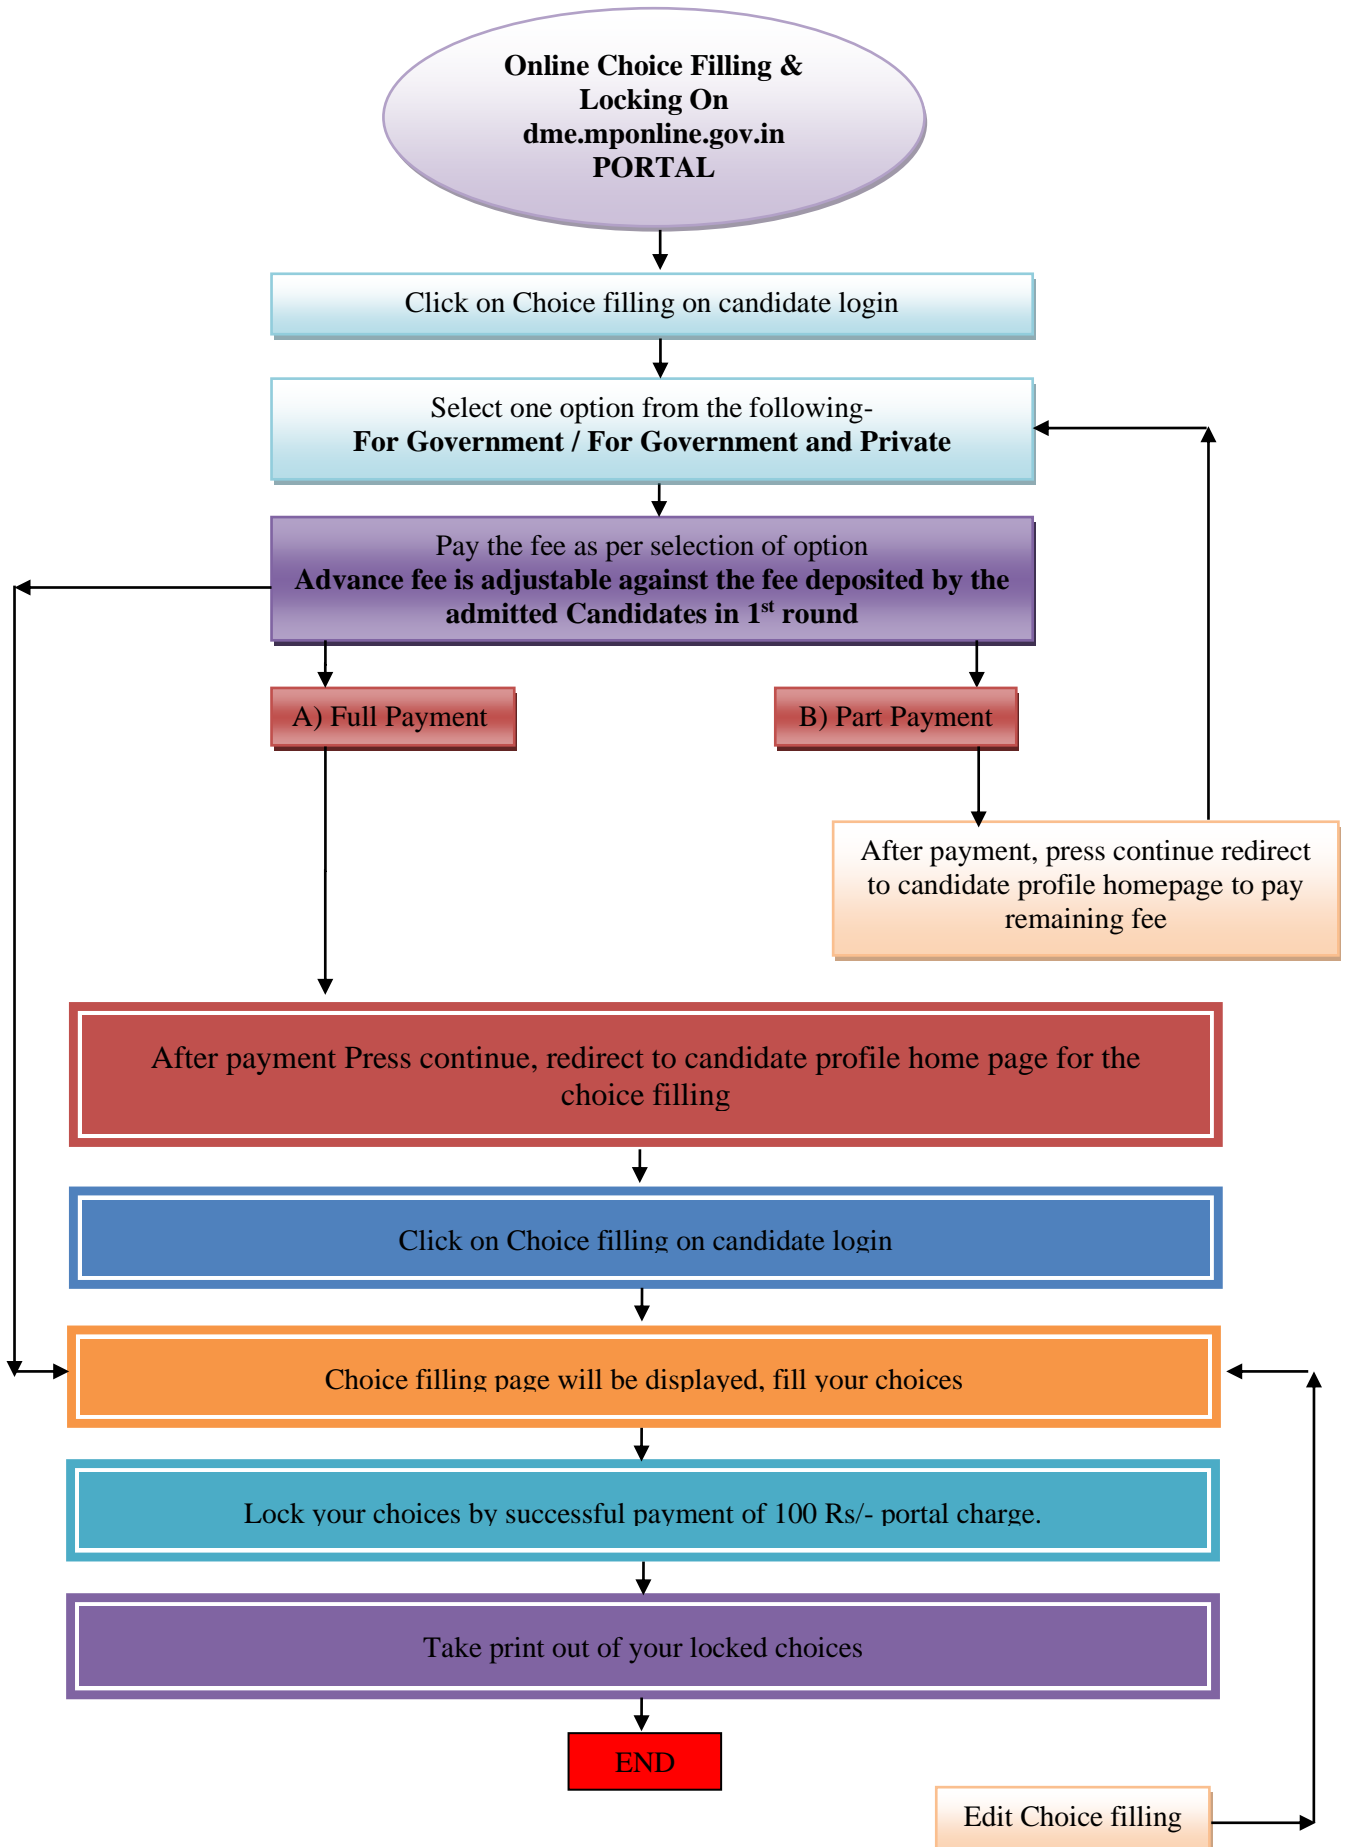 Online Choice Filling &
Locking On
dme.mponline.gov.in
PORTAL
Click on Choice filling on candidate login
Select one option from the following-
For Government / For Government and Private
Pay the fee as per selection of option
Advance fee is adjustable against the fee deposited by the
admitted Candidates in 1st round
A) Full Payment
B) Part Payment
After payment, press continue redirect
to candidate profile homepage to pay
remaining fee
After payment Press continue, redirect to candidate profile home page for the
choice filling
Click on Choice filling on candidate login
Choice filling page will be displayed, fill your choices
Lock your choices by successful payment of 100 Rs/- portal charge.
Take print out of your locked choices
END
Edit Choice filling